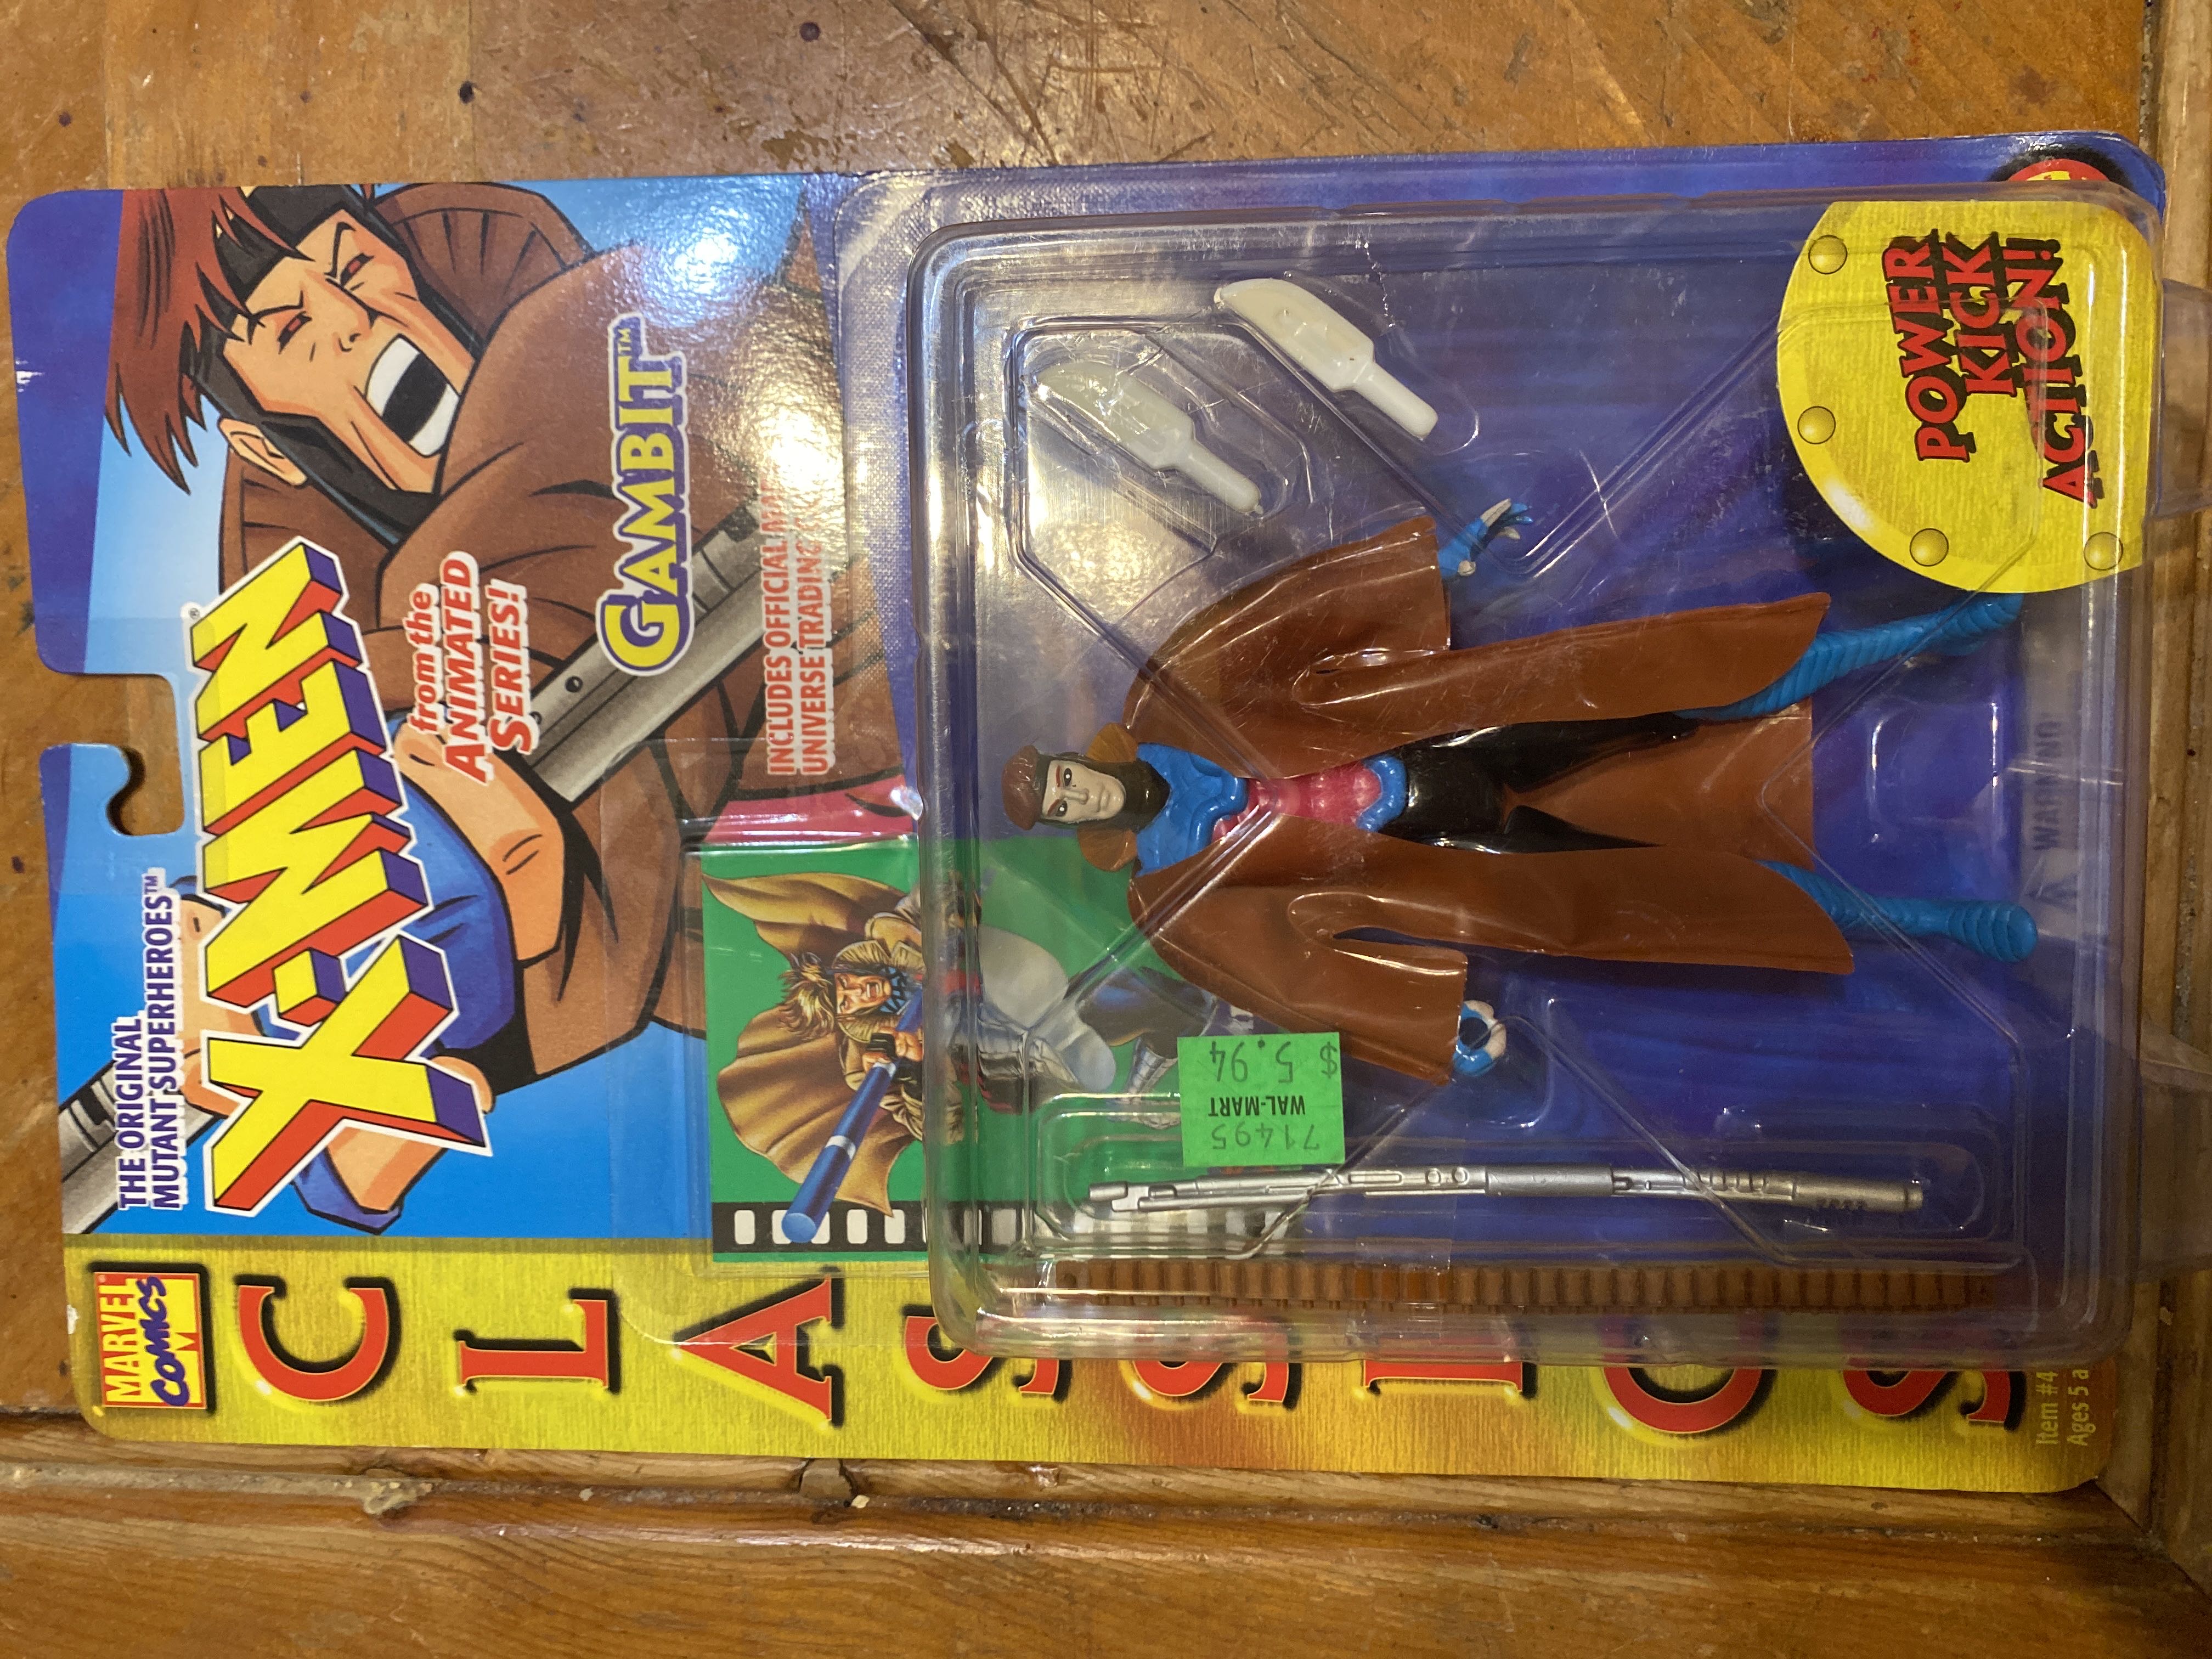 THE ORIGINAL
MUTANT SUPERHEROES™
X-MEN®
from the
ANIMATED
SERIES!
GAMBIT™
INCLUDES OFFICIAL
UNIVERSE TRADING
MARVEL
COMICS
CLASSICS
71495
WAL-MART
$ 5.94
POWER
KICK
ACTION!
WARNING
Item #4
Ages 5 a